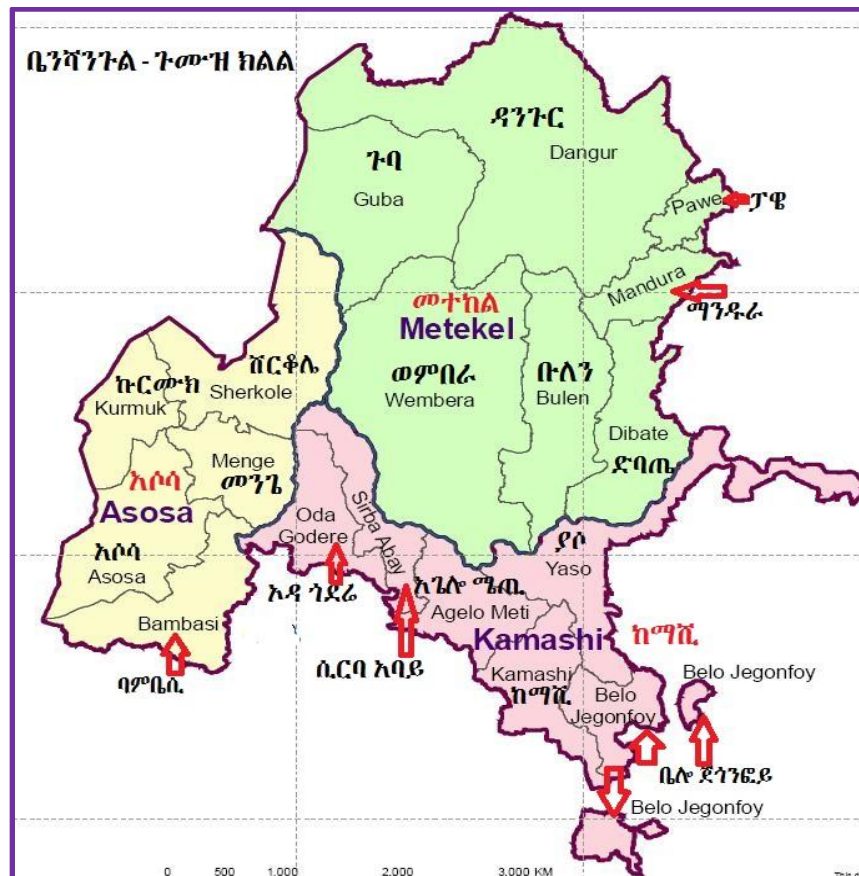 ቤንሻንጉል - ጉሙዝ ክልል
ዳንጉር
Dangur
ጉባ
Guba
Pawe
ፓዌ
Mandura
ማንዱራ
መተከል
Metekel
ወምበራ
Wembera
ቡለን
Bulen
Dibate
ድባጤ
ሸርቆሌ
Sherkole
ኩርሙክ
Kurmuk
Menge
መንጌ
አሶሳ
Asosa
አሶሳ
Asosa
Bambasi
ባምቤሲ
Oda
Godere
ኦዳ ጎደሬ
Sirba Abay
ሲርባ አባይ
አጌሎ ሜጢ
Agelo Meti
ያሶ
Yaso
Kamashi
ከማሺ
Kamashi
ከማሺ
Belo
Jegonfoy
Belo Jegonfoy
ቤሎ ጀጎንፎይ
Belo Jegonfoy
0 500 1.000 2.000 3.000 KM